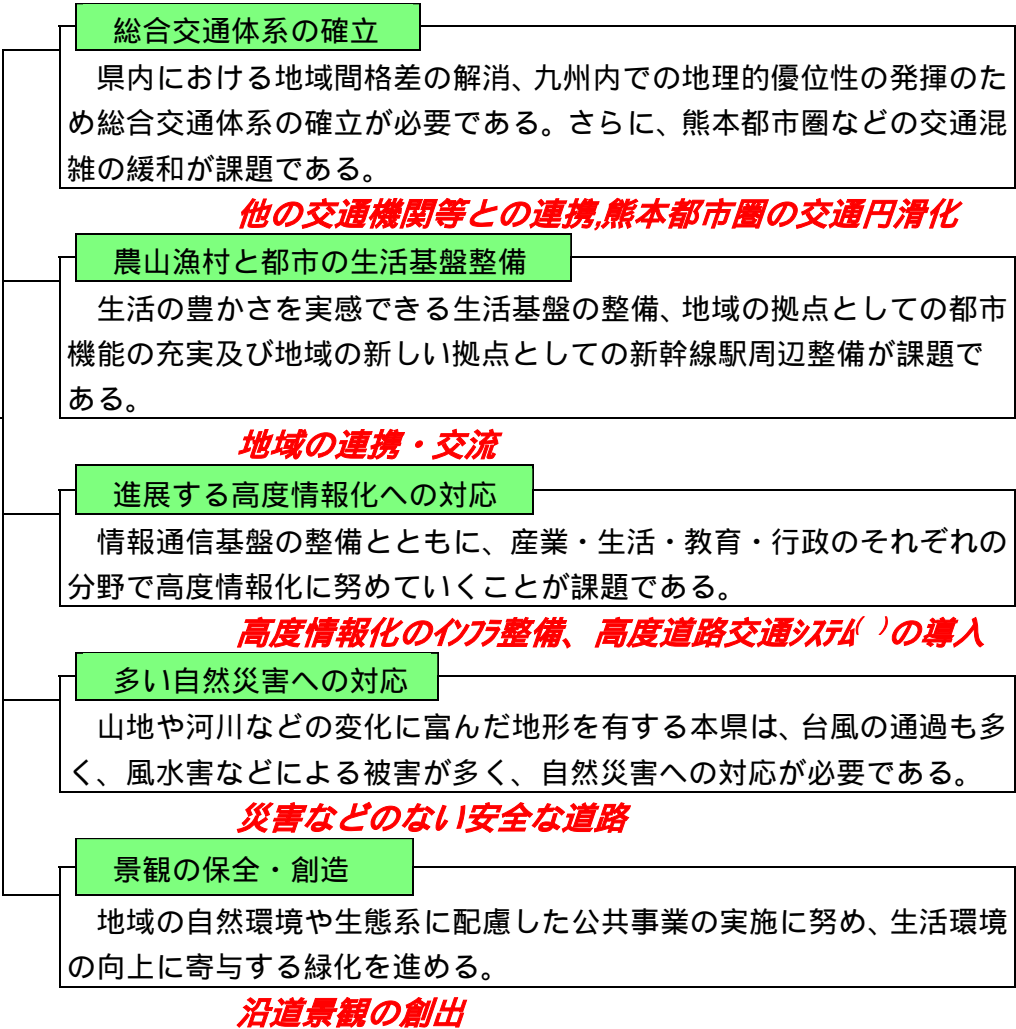 総合交通体系の確立
県内における地域間格差の解消、九州内での地理的優位性の発揮のた
め総合交通体系の確立が必要である。さらに、熊本都市圏などの交通混
雑の緩和が課題である。
他の交通機関等との連携,熊本都市圏の交通円滑化
農山漁村と都市の生活基盤整備
生活の豊かさを実感できる生活基盤の整備、地域の拠点としての都市
機能の充実及び地域の新しい拠点としての新幹線駅周辺整備が課題で
ある。
地域の連携・交流
進展する高度情報化への対応
情報通信基盤の整備とともに、産業・生活・教育・行政のそれぞれの
分野で高度情報化に努めていくことが課題である。
高度情報化のｲﾝﾌﾗ整備、高度道路交通ｼｽﾃﾑ( )の導入
多い自然災害への対応
山地や河川などの変化に富んだ地形を有する本県は、台風の通過も多
く、風水害などによる被害が多く、自然災害への対応が必要である。
災害などのない安全な道路
景観の保全・創造
地域の自然環境や生態系に配慮した公共事業の実施に努め、生活環境
の向上に寄与する緑化を進める。
沿道景観の創出